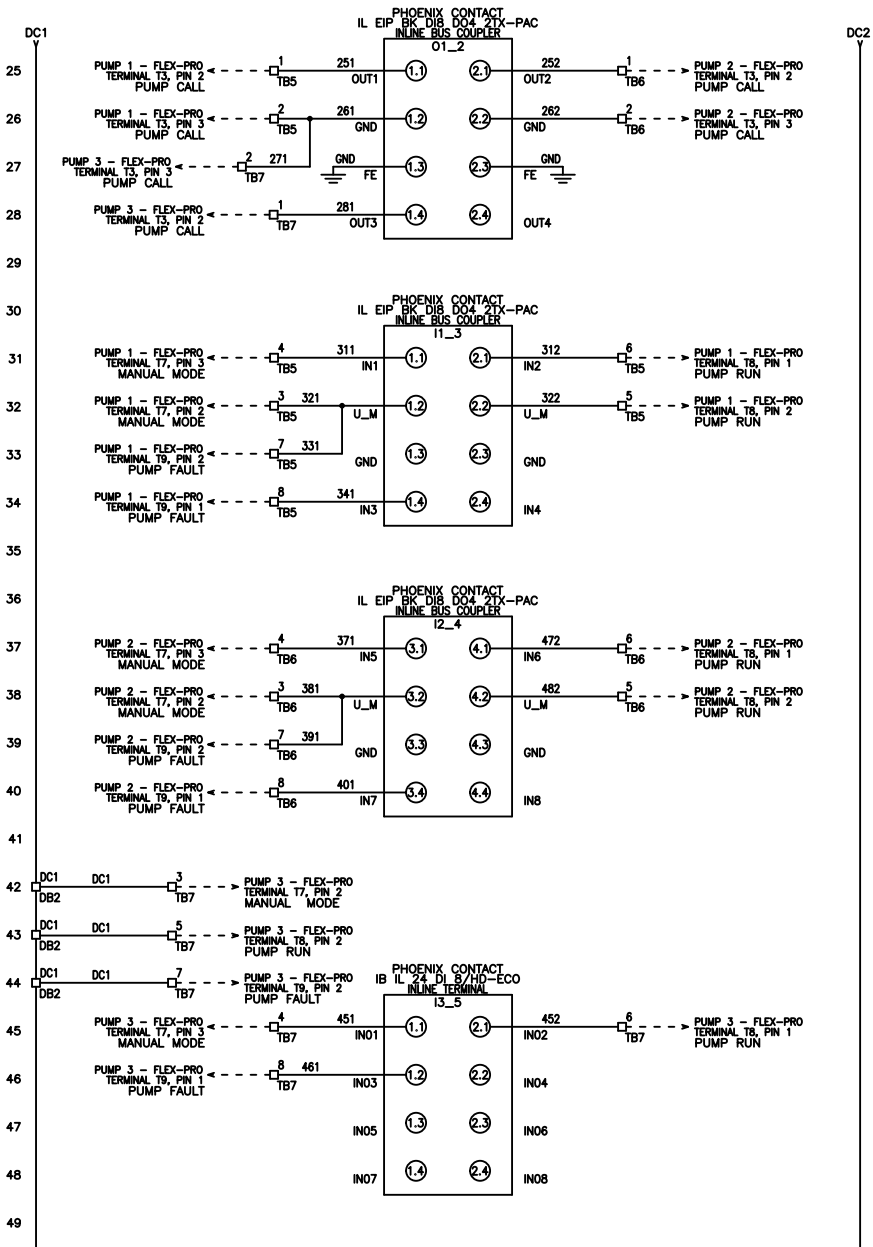 DC1
DC2
PHOENIX CONTACT
IL EIP BK DI8 DO4 2TX-PAC
INLINE BUS COUPLER
O1_2
25
PUMP 1 - FLEX-PRO
TERMINAL T3, PIN 2
PUMP CALL
1
TB5
251
OUT1
1.1
2.1
252
OUT2
1
TB6
PUMP 2 - FLEX-PRO
TERMINAL T3, PIN 2
PUMP CALL
26
PUMP 1 - FLEX-PRO
TERMINAL T3, PIN 3
PUMP CALL
2
TB5
261
GND
1.2
2.2
262
GND
2
TB6
PUMP 2 - FLEX-PRO
TERMINAL T3, PIN 3
PUMP CALL
27
PUMP 3 - FLEX-PRO
TERMINAL T3, PIN 3
PUMP CALL
2
TB7
271
GND
FE
1.3
2.3
GND
FE
28
PUMP 3 - FLEX-PRO
TERMINAL T3, PIN 2
PUMP CALL
1
TB7
281
OUT3
1.4
2.4
OUT4
29
30
PHOENIX CONTACT
IL EIP BK DI8 DO4 2TX-PAC
INLINE BUS COUPLER
I1_3
31
PUMP 1 - FLEX-PRO
TERMINAL T7, PIN 3
MANUAL MODE
4
TB5
311
IN1
1.1
2.1
312
IN2
6
TB5
PUMP 1 - FLEX-PRO
TERMINAL T8, PIN 1
PUMP RUN
32
PUMP 1 - FLEX-PRO
TERMINAL T7, PIN 2
MANUAL MODE
3
TB5
321
U_M
1.2
2.2
322
U_M
5
TB5
PUMP 1 - FLEX-PRO
TERMINAL T8, PIN 2
PUMP RUN
33
PUMP 1 - FLEX-PRO
TERMINAL T9, PIN 2
PUMP FAULT
7
TB5
331
GND
1.3
2.3
GND
34
PUMP 1 - FLEX-PRO
TERMINAL T9, PIN 1
PUMP FAULT
8
TB5
341
IN3
1.4
2.4
IN4
35
36
PHOENIX CONTACT
IL EIP BK DI8 DO4 2TX-PAC
INLINE BUS COUPLER
I2_4
37
PUMP 2 - FLEX-PRO
TERMINAL T7, PIN 3
MANUAL MODE
4
TB6
371
IN5
3.1
4.1
472
IN6
6
TB6
PUMP 2 - FLEX-PRO
TERMINAL T8, PIN 1
PUMP RUN
38
PUMP 2 - FLEX-PRO
TERMINAL T7, PIN 2
MANUAL MODE
3
TB6
381
U_M
3.2
4.2
482
U_M
5
TB6
PUMP 2 - FLEX-PRO
TERMINAL T8, PIN 2
PUMP RUN
39
PUMP 2 - FLEX-PRO
TERMINAL T9, PIN 2
PUMP FAULT
7
TB6
391
GND
3.3
4.3
GND
40
PUMP 2 - FLEX-PRO
TERMINAL T9, PIN 1
PUMP FAULT
8
TB6
401
IN7
3.4
4.4
IN8
41
42
DC1
DB2
DC1
3
TB7
PUMP 3 - FLEX-PRO
TERMINAL T7, PIN 2
MANUAL MODE
43
DC1
DB2
DC1
5
TB7
PUMP 3 - FLEX-PRO
TERMINAL T8, PIN 2
PUMP RUN
44
DC1
DB2
DC1
7
TB7
PUMP 3 - FLEX-PRO
TERMINAL T9, PIN 2
PUMP FAULT
PHOENIX CONTACT
IB IL 24 DI 8/HD-ECO
INLINE TERMINAL
I3_5
45
PUMP 3 - FLEX-PRO
TERMINAL T7, PIN 3
MANUAL MODE
4
TB7
451
IN01
1.1
2.1
452
IN02
6
TB7
PUMP 3 - FLEX-PRO
TERMINAL T8, PIN 1
PUMP RUN
46
PUMP 3 - FLEX-PRO
TERMINAL T9, PIN 1
PUMP FAULT
8
TB7
461
IN03
1.2
2.2
IN04
47
IN05
1.3
2.3
IN06
48
IN07
1.4
2.4
IN08
49